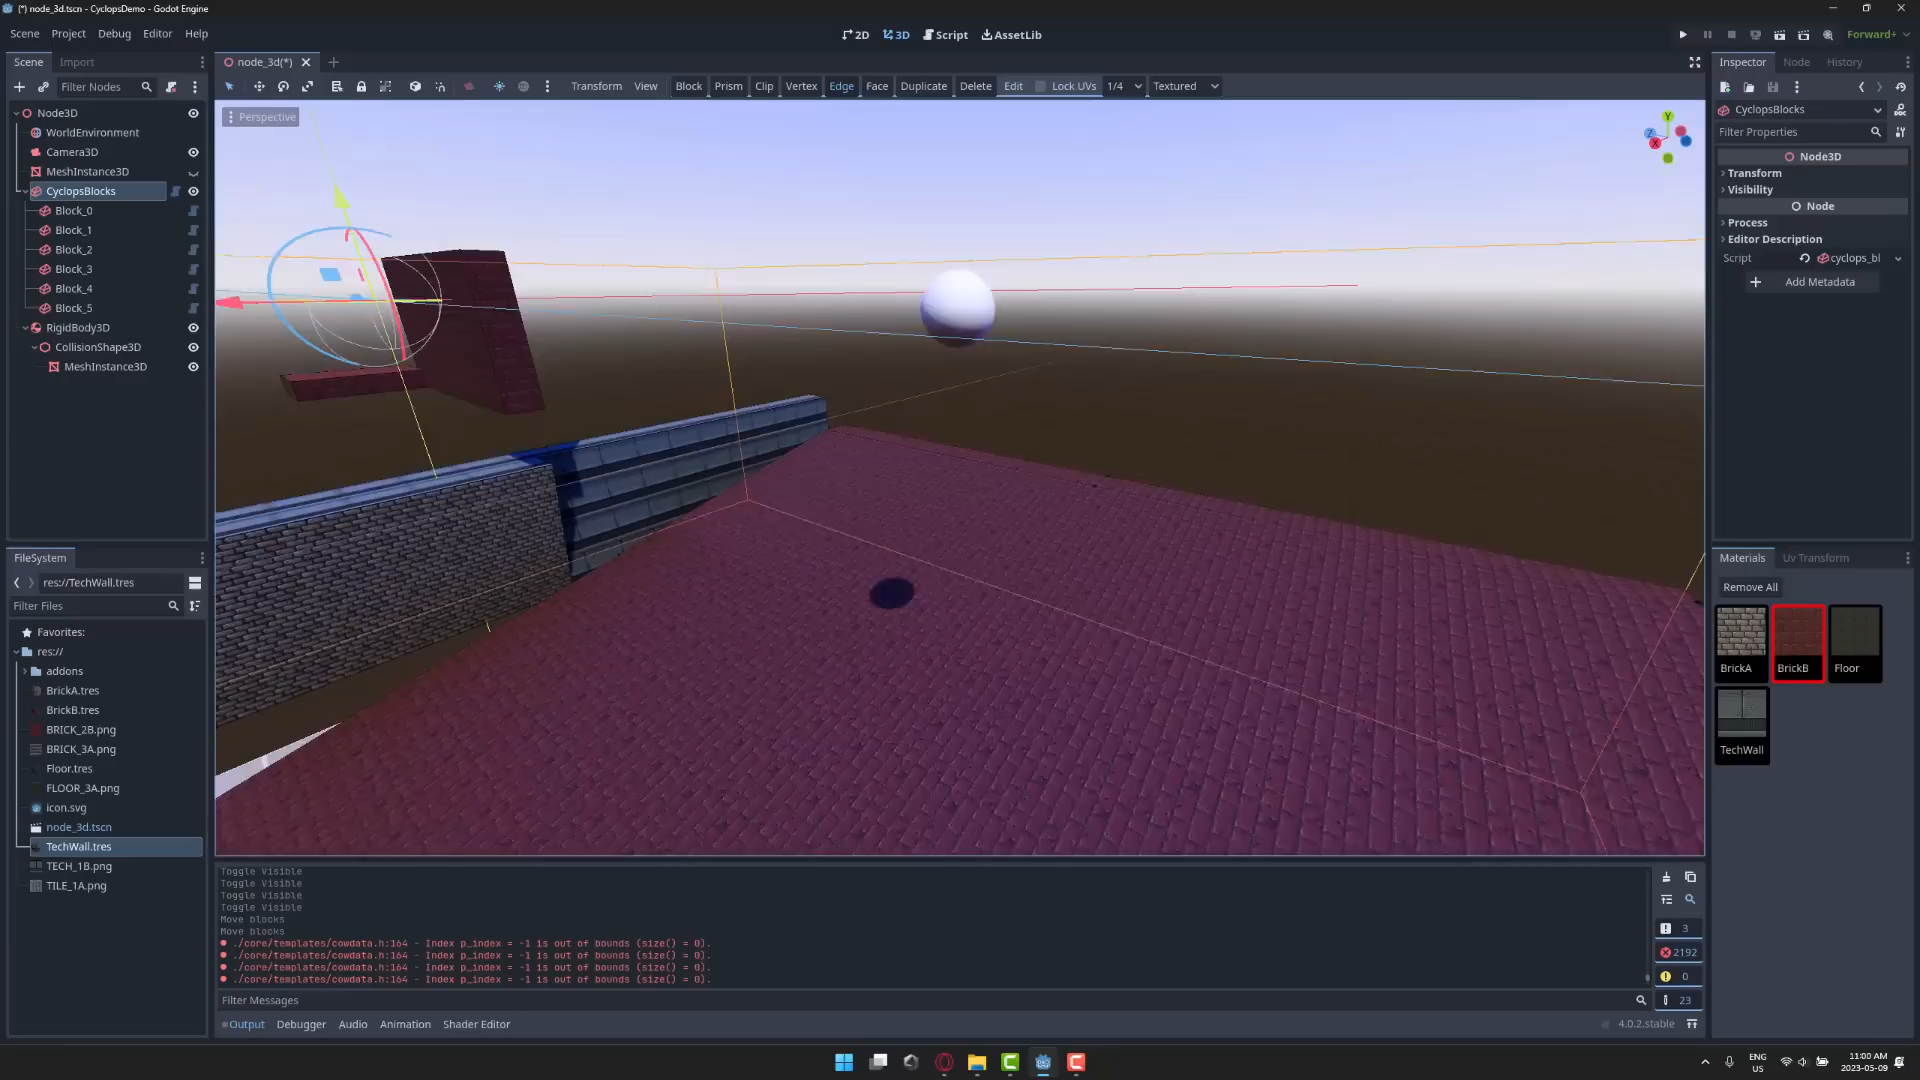 (*) node_3d.tscn - CyclopsDemo - Godot Engine
Scene Project Debug Editor Help
2D 3D Script AssetLib
Forward+
Scene Import
node_3d(*)
Inspector Node History
Filter Nodes
Transform View Block Prism Clip Vertex Edge Face Duplicate Delete Edit Lock UVs 1/4 Textured
Perspective
Y
Z
X
Node3D
WorldEnvironment
Camera3D
MeshInstance3D
CyclopsBlocks
Block_0
Block_1
Block_2
Block_3
Block_4
Block_5
RigidBody3D
CollisionShape3D
MeshInstance3D
CyclopsBlocks
Filter Properties
Node3D
Transform
Visibility
Node
Process
Editor Description
Script cyclops_bl
Add Metadata
FileSystem
res://TechWall.tres
Filter Files
Favorites:
res://
addons
BrickA.tres
BrickB.tres
BRICK_2B.png
BRICK_3A.png
Floor.tres
FLOOR_3A.png
icon.svg
node_3d.tscn
TechWall.tres
TECH_1B.png
TILE_1A.png
Materials Uv Transform
Remove All
BrickA BrickB Floor
TechWall
Toggle Visible
Toggle Visible
Toggle Visible
Toggle Visible
Move blocks
Move blocks
./core/templates/cowdata.h:164 - Index p_index = -1 is out of bounds (size() = 0).
./core/templates/cowdata.h:164 - Index p_index = -1 is out of bounds (size() = 0).
./core/templates/cowdata.h:164 - Index p_index = -1 is out of bounds (size() = 0).
./core/templates/cowdata.h:164 - Index p_index = -1 is out of bounds (size() = 0).
3
2192
0
23
Filter Messages
Output Debugger Audio Animation Shader Editor
4.0.2.stable
ENG
US
11:00 AM
2023-05-09